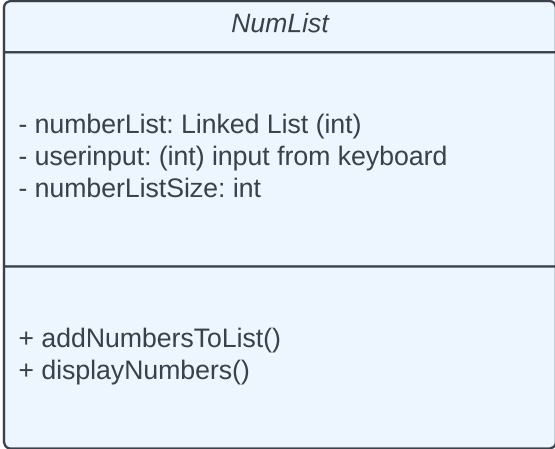 NumList
- numberList: Linked List (int)
- userinput: (int) input from keyboard
- numberListSize: int
+ addNumbersToList()
+ displayNumbers()